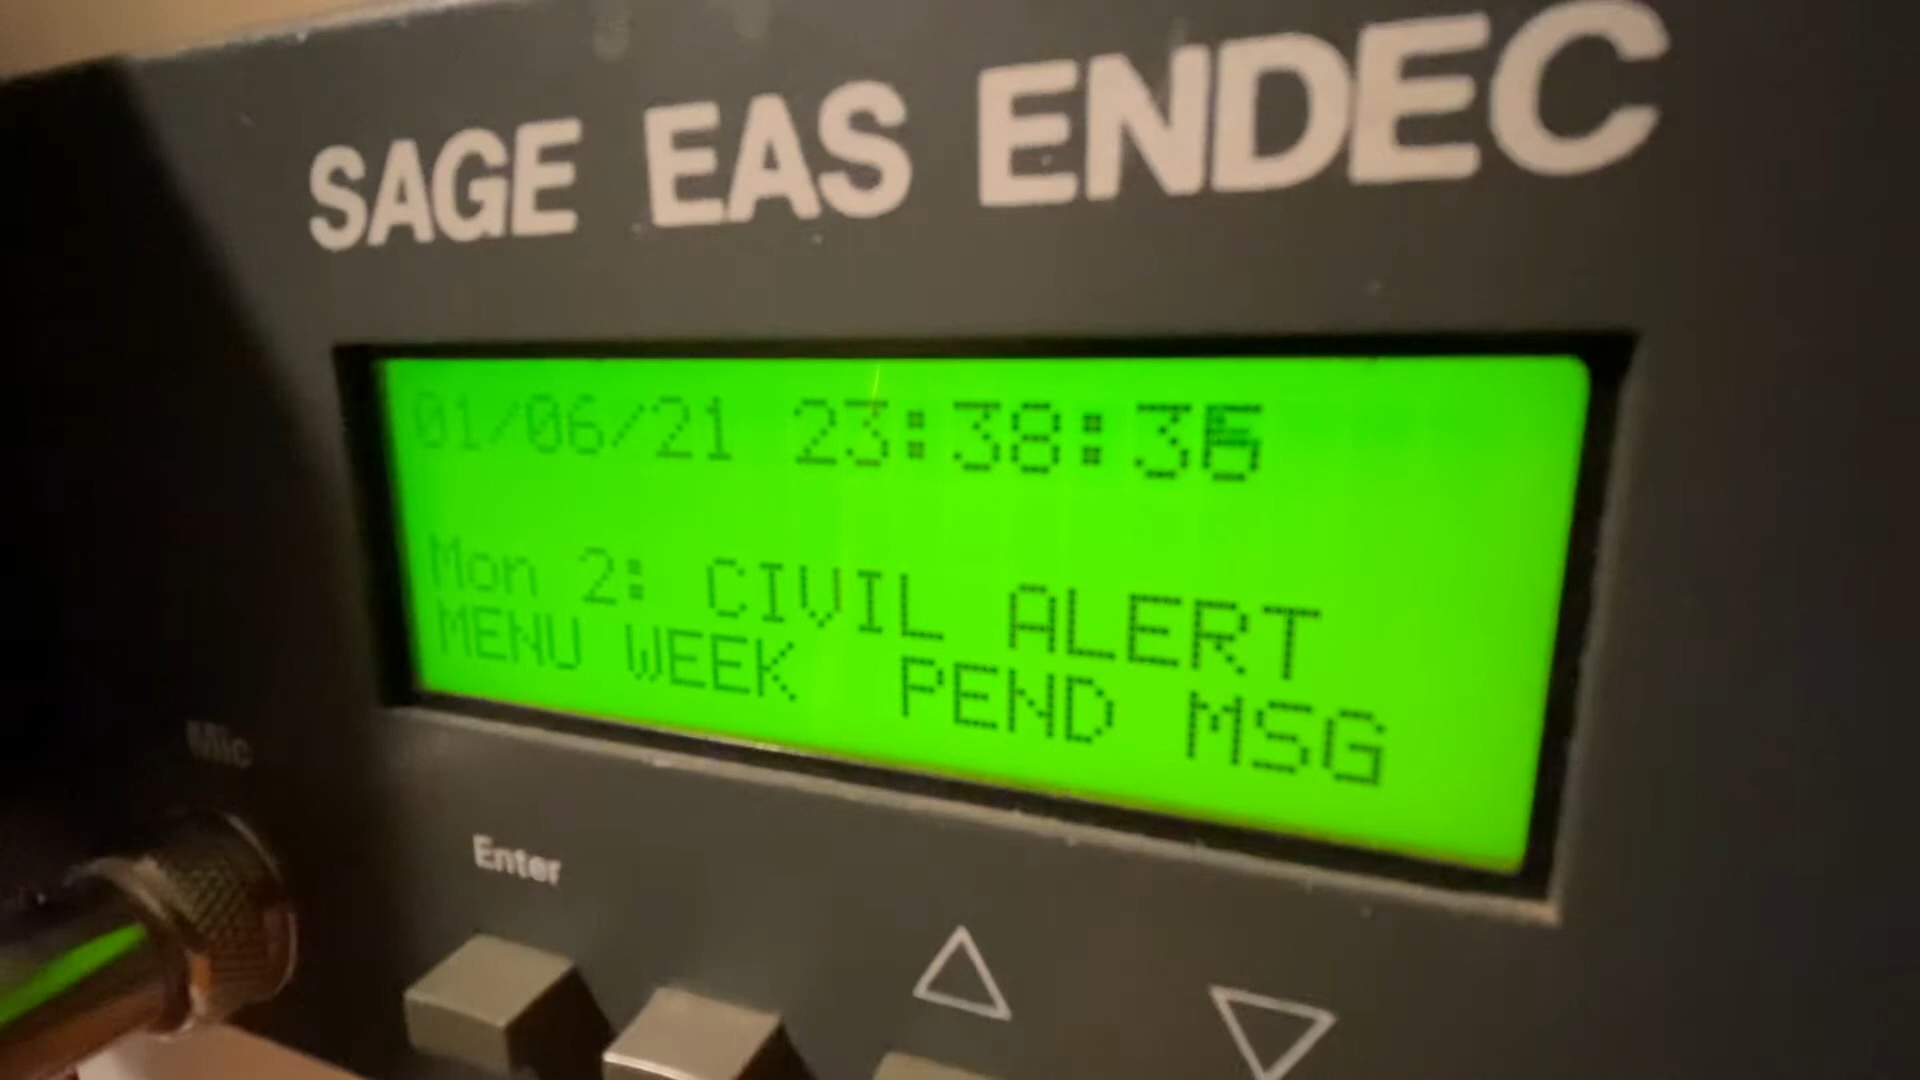 SAGE EAS ENDEC
01/06/21 23:38:35
Mon 2: CIVIL ALERT
MENU WEEK PEND MSG
Mic
Enter